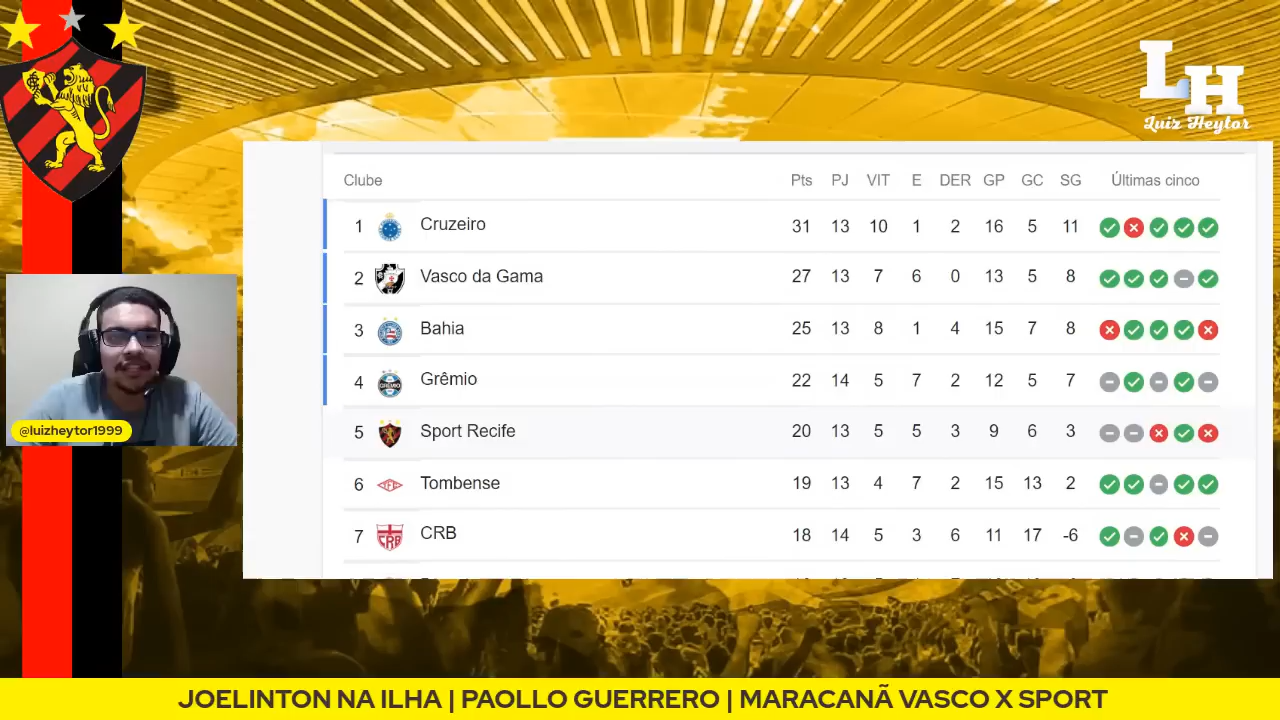 LH
Luiz Heytor
Clube Pts PJ VIT E DER GP GC SG Últimas cinco
1 Cruzeiro 31 13 10 1 2 16 5 11
2 Vasco da Gama 27 13 7 6 0 13 5 8
3 Bahia 25 13 8 1 4 15 7 8
4 Grêmio 22 14 5 7 2 12 5 7
GRÊMIO
5 Sport Recife 20 13 5 5 3 9 6 3
6 Tombense 19 13 4 7 2 15 13 2
7 CRB 18 14 5 3 6 11 17 -6
CRB
@luizheytor1999
JOELINTON NA ILHA | PAOLLO GUERRERO | MARACANÃ VASCO X SPORT